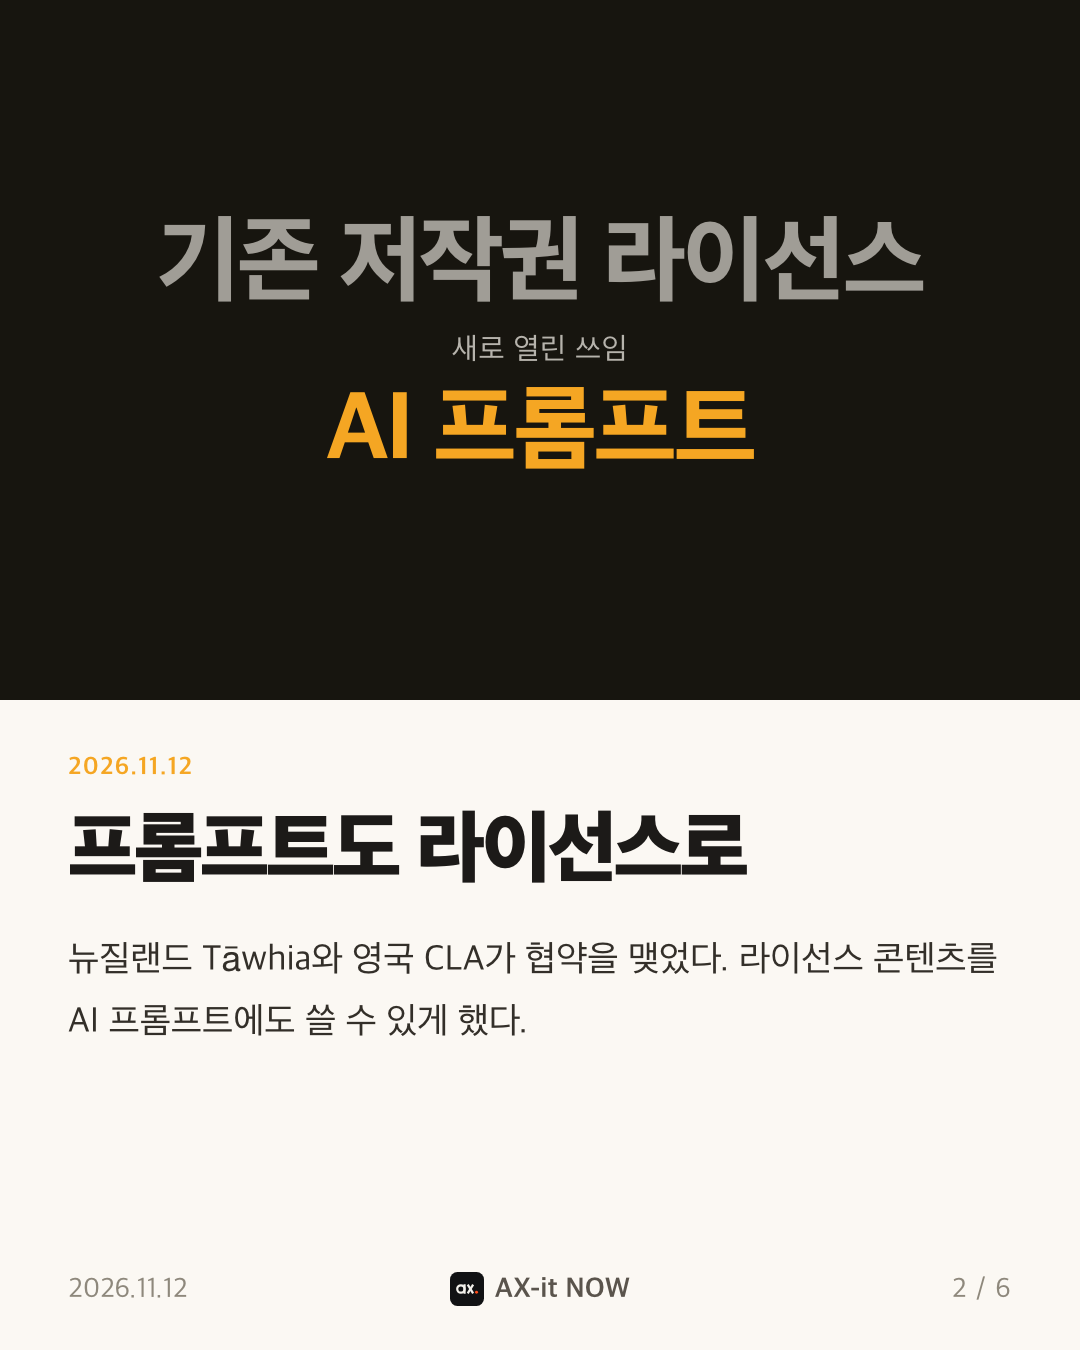 기존 저작권 라이선스
새로 열린 쓰임
AI 프롬프트
2026.11.12
프롬프트도 라이선스로
뉴질랜드 Tāwhia와 영국 CLA가 협약을 맺었다. 라이선스 콘텐츠를
AI 프롬프트에도 쓸 수 있게 했다.
2026.11.12
ax. AX-it NOW
2 / 6